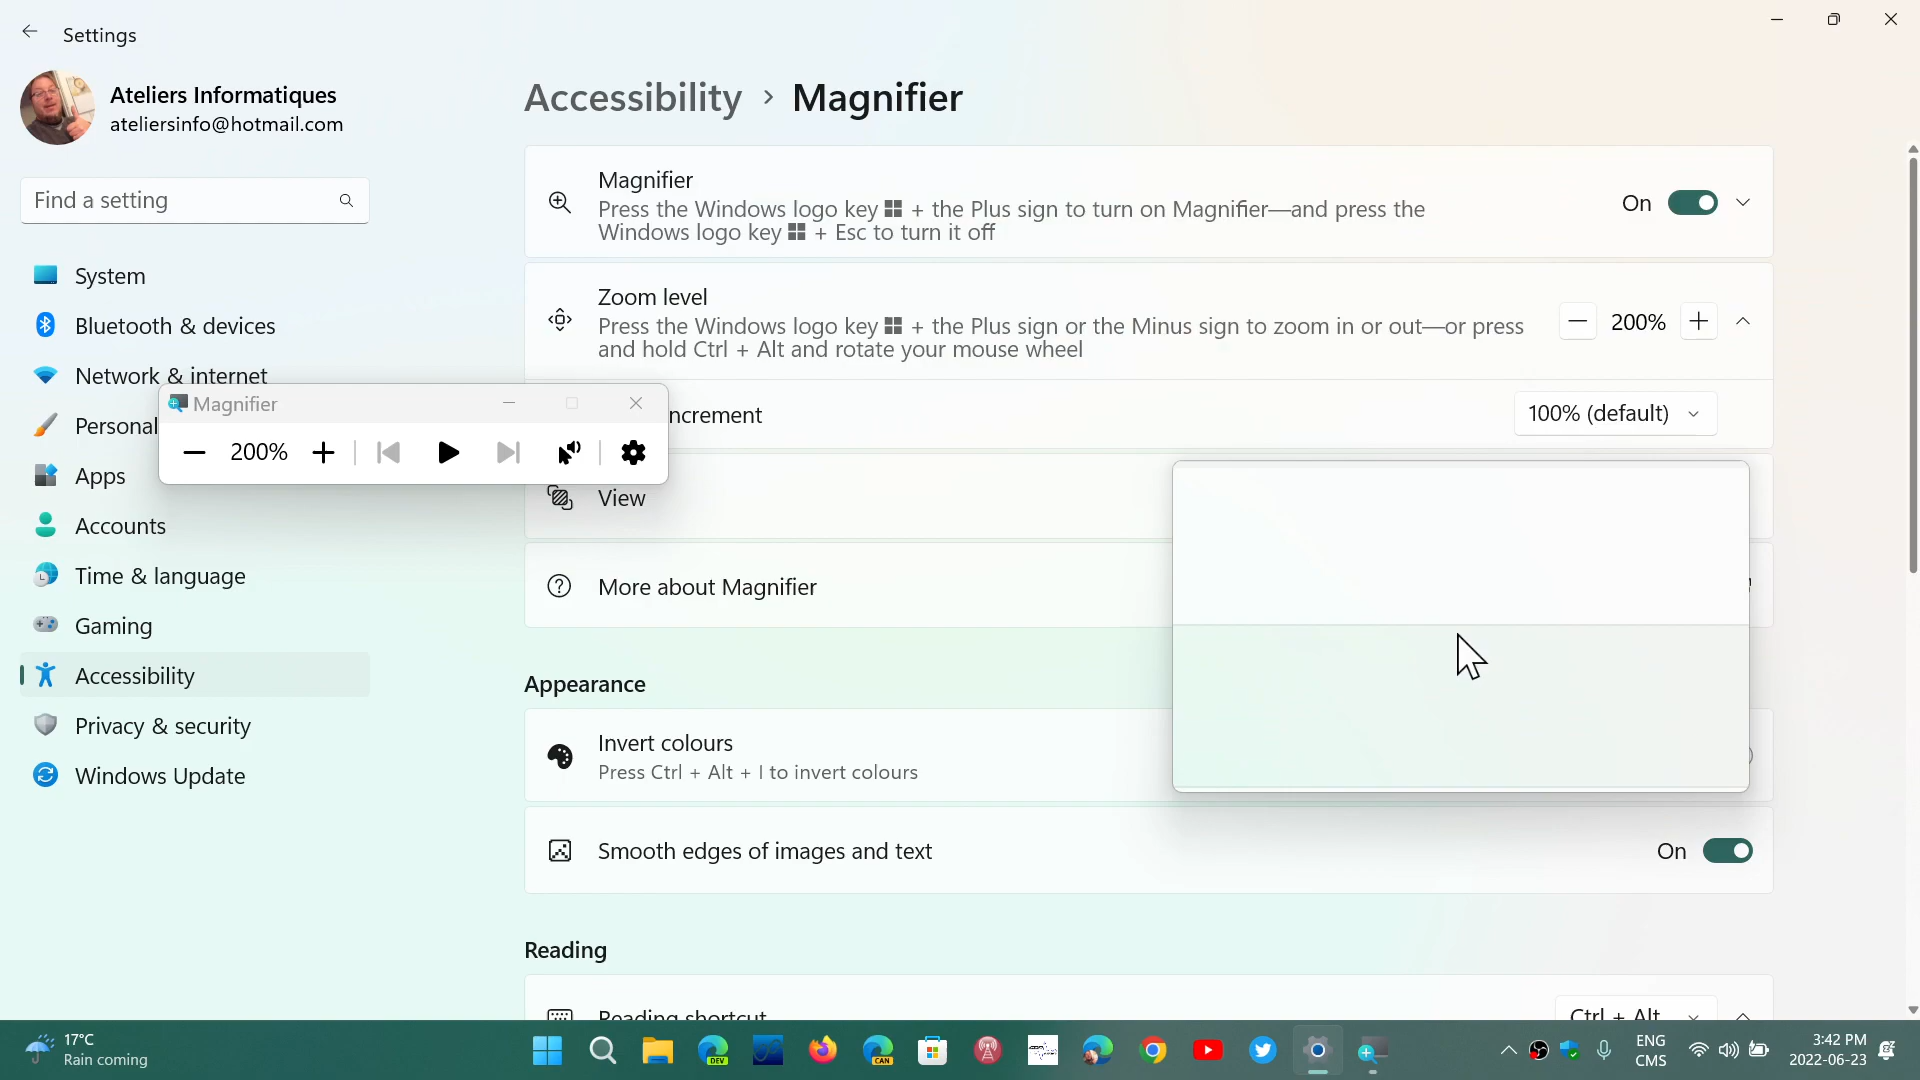 Settings
Ateliers Informatiques
ateliersinfo@hotmail.com
Find a setting
System
Bluetooth & devices
Network & internet
Personal
Apps
Accounts
Time & language
Gaming
Accessibility
Privacy & security
Windows Update
Magnifier
200%
Accessibility > Magnifier
Magnifier
Press the Windows logo key + the Plus sign to turn on Magnifier—and press the
Windows logo key + Esc to turn it off
On
Zoom level
Press the Windows logo key + the Plus sign or the Minus sign to zoom in or out—or press
and hold Ctrl + Alt and rotate your mouse wheel
200%
ncrement
100% (default)
View
More about Magnifier
Appearance
Invert colours
Press Ctrl + Alt + I to invert colours
Smooth edges of images and text
On
Reading
Reading shortcut
Ctrl + Alt
17°C
Rain coming
DEV
CAN
ENG
CMS
3:42 PM
2022-06-23